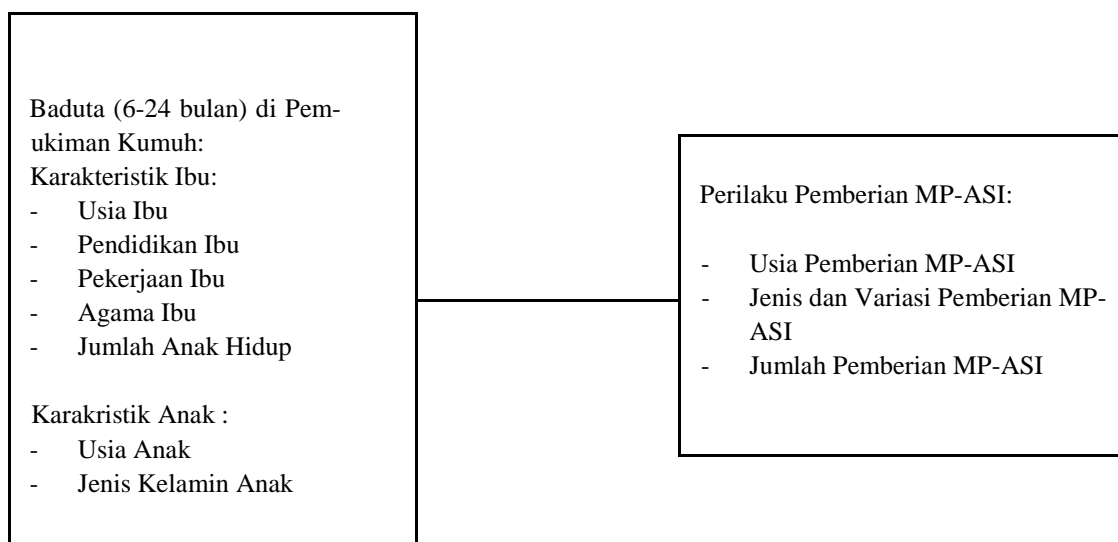 Baduta (6-24 bulan) di Pem-
ukiman Kumuh:
Karakteristik Ibu:
- Usia Ibu
- Pendidikan Ibu
- Pekerjaan Ibu
- Agama Ibu
- Jumlah Anak Hidup
Karakristik Anak :
- Usia Anak
- Jenis Kelamin Anak
Perilaku Pemberian MP-ASI:
- Usia Pemberian MP-ASI
- Jenis dan Variasi Pemberian MP-
ASI
- Jumlah Pemberian MP-ASI